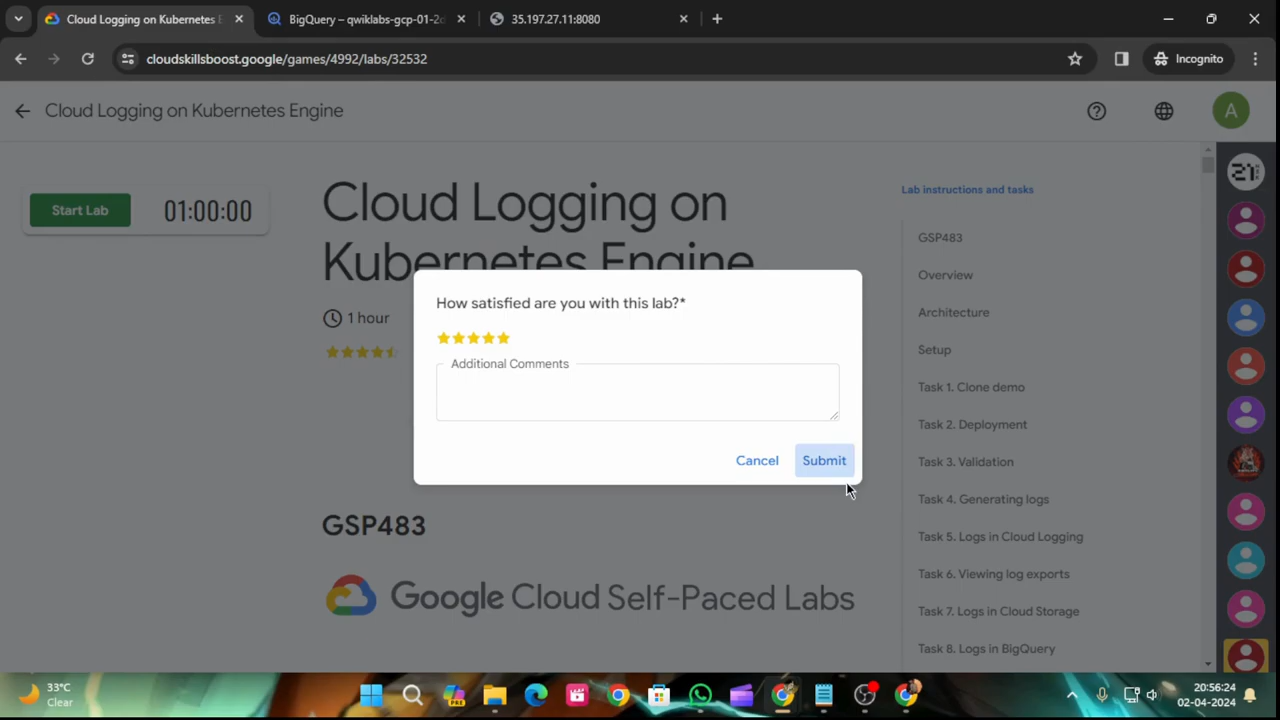 Cloud Logging on Kubernetes E
BigQuery – qwiklabs-gcp-01-2d
35.197.27.11:8080
cloudskillsboost.google/games/4992/labs/32532
Incognito
Cloud Logging on Kubernetes Engine
A
Start Lab
01:00:00
Cloud Logging on
Kubernetes Engine
1 hour
How satisfied are you with this lab?*
Additional Comments
Cancel
Submit
GSP483
Google Cloud Self-Paced Labs
Lab instructions and tasks
GSP483
Overview
Architecture
Setup
Task 1. Clone demo
Task 2. Deployment
Task 3. Validation
Task 4. Generating logs
Task 5. Logs in Cloud Logging
Task 6. Viewing log exports
Task 7. Logs in Cloud Storage
Task 8. Logs in BigQuery
33°C
Clear
PRE
20:56:24
02-04-2024